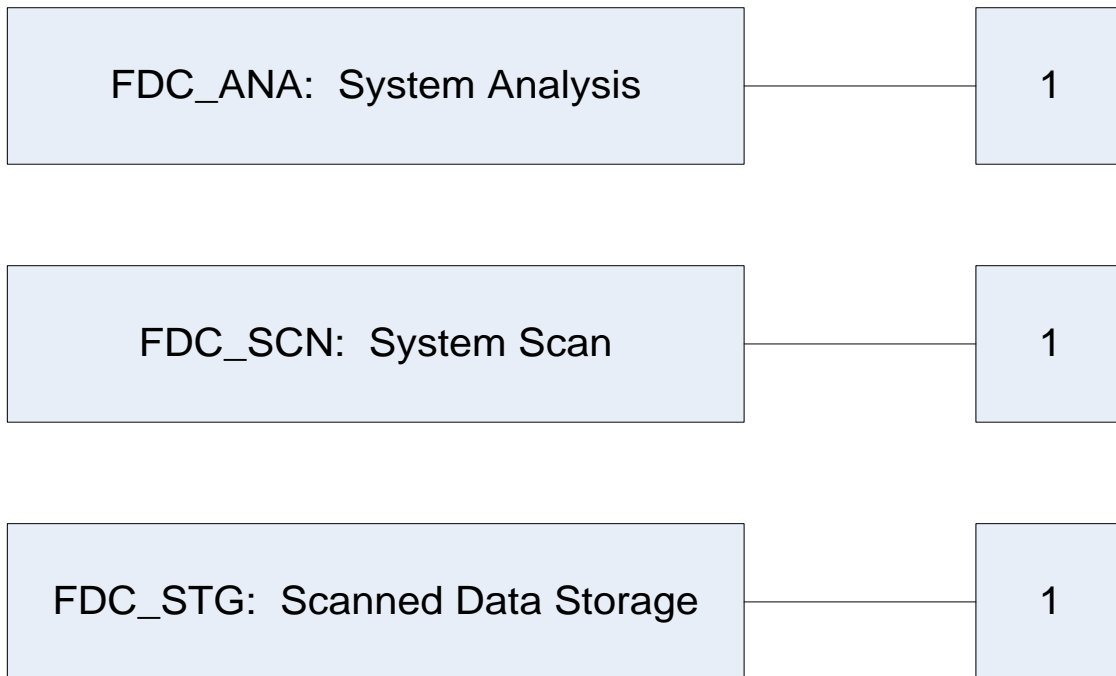 FDC_ANA:  System Analysis 1
FDC_SCN:  System Scan 1
FDC_STG:  Scanned Data Storage 1